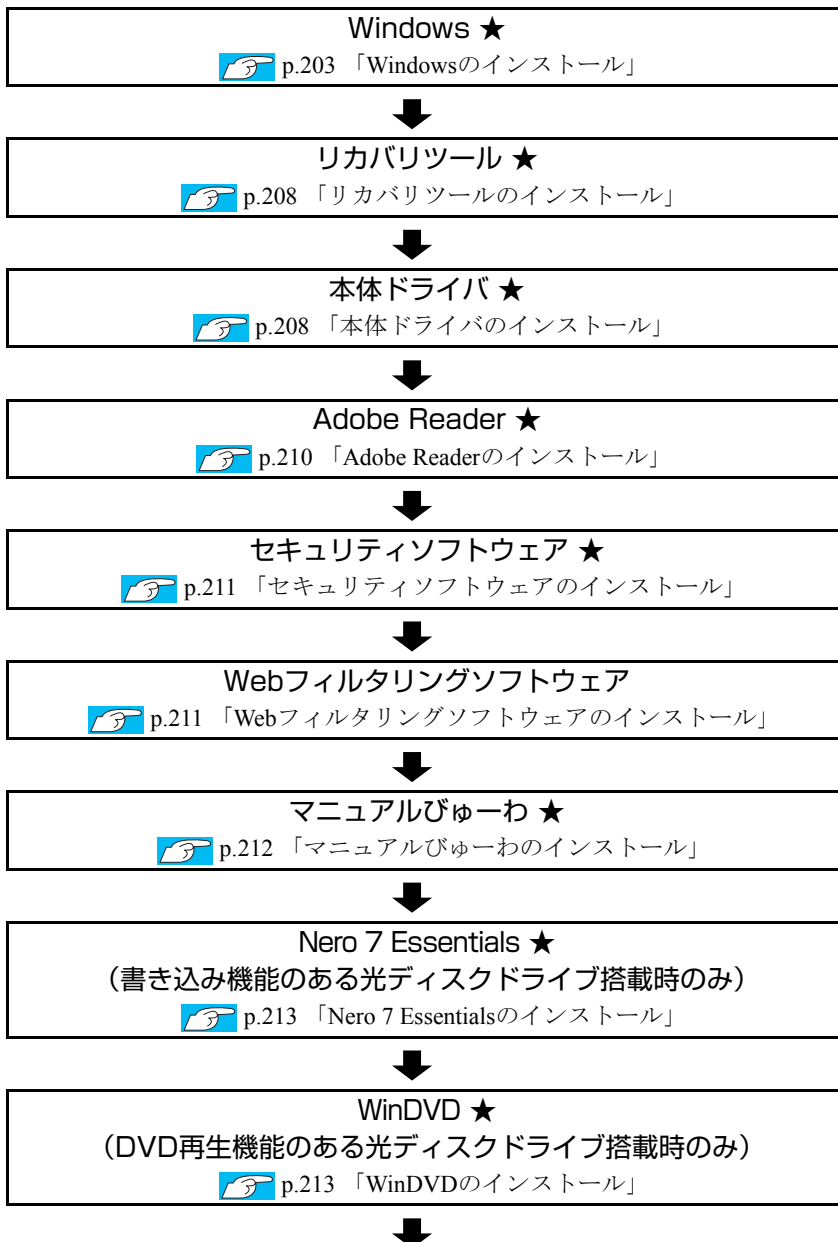 Windows ★
p.203 「Windowsのインストール」
リカバリツール ★
p.208 「リカバリツールのインストール」
本体ドライバ ★
p.208 「本体ドライバのインストール」
Adobe Reader ★
p.210 「Adobe Readerのインストール」
セキュリティソフトウェア ★
p.211 「セキュリティソフトウェアのインストール」
Webフィルタリングソフトウェア
p.211 「Webフィルタリングソフトウェアのインストール」
マニュアルびゅーわ ★
p.212 「マニュアルびゅーわのインストール」
Nero 7 Essentials ★
（書き込み機能のある光ディスクドライブ搭載時のみ）
p.213 「Nero 7 Essentialsのインストール」
WinDVD ★
（DVD再生機能のある光ディスクドライブ搭載時のみ）
p.213 「WinDVDのインストール」